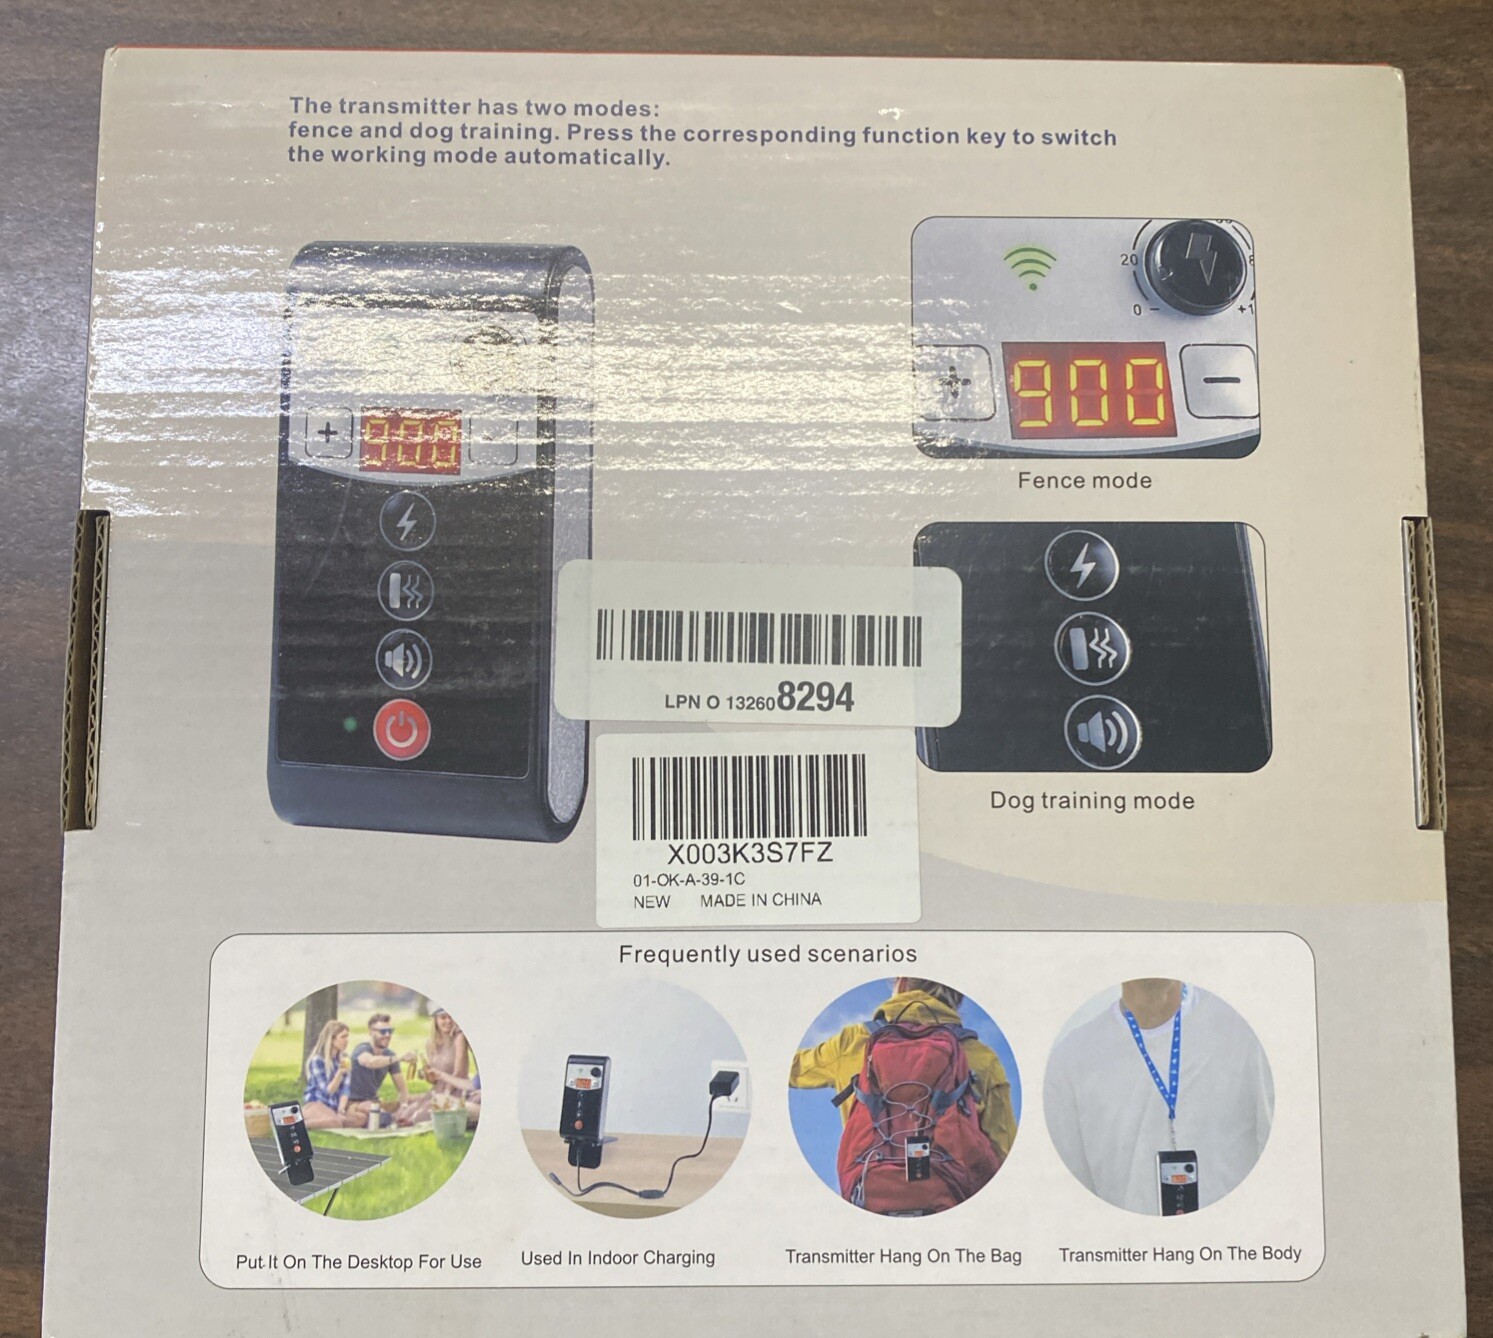 The transmitter has two modes:
fence and dog training. Press the corresponding function key to switch
the working mode automatically.
20
0
+1
+ 900 −
Fence mode
+ 900
Dog training mode
LPN O 132608294
X003K3S7FZ
01-OK-A-39-1C
NEW MADE IN CHINA
Frequently used scenarios
Put It On The Desktop For Use
Used In Indoor Charging
Transmitter Hang On The Bag
Transmitter Hang On The Body